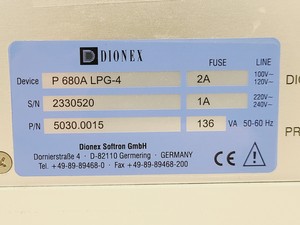 DIONEX
FUSE LINE
Device P 680A LPG-4 2A 100V~ 120V~
S/N 2330520 1A 220V~ 240V~
P/N 5030.0015 136 VA 50-60 Hz
Dionex Softron GmbH
Dornierstraße 4 · D-82110 Germering · GERMANY
Tel. +49-89-89468-0 · Fax +49-89-89468-200
CE